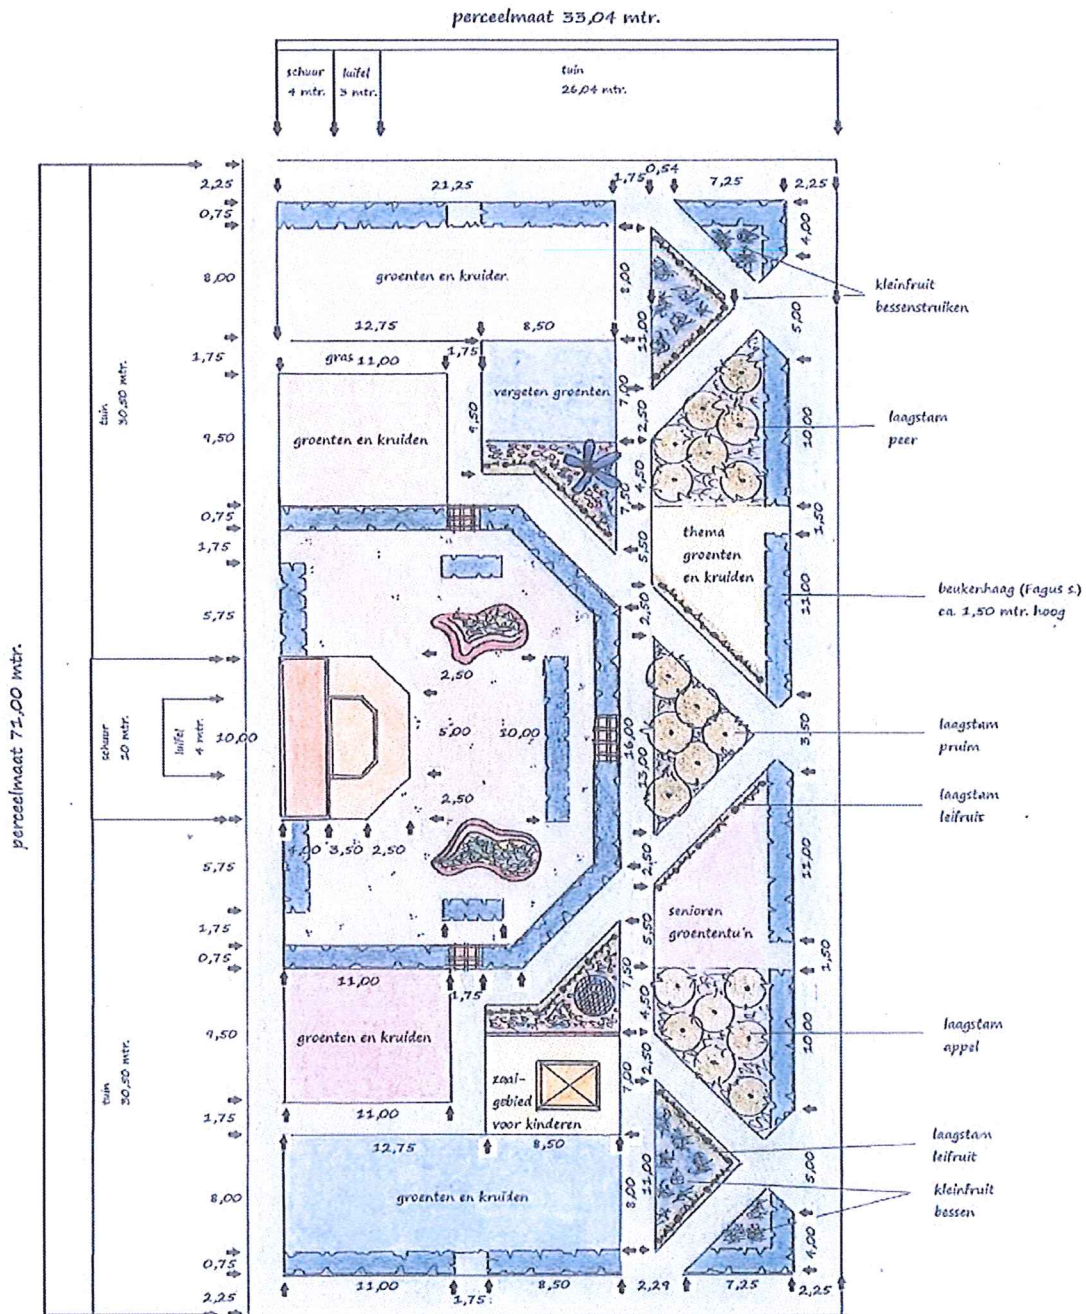 perceelmaat 33,04 mtr.
schuur
4 mtr.
luifel
3 mtr.
tuin
26,04 mtr.
2,25
21,25
1,75
0,54
7,25
2,25
0,75
4,00
8,00
groenten en kruider.
8,00
11,00
kleinfruit
bessenstruiken
5,00
12,75
8,50
1,75
gras 11,00
1,75
tuin
30,50 mtr.
9,50
groenten en kruiden
9,50
vergeten groenten
7,00
2,50
10,00
laagstam
peer
4,50
7,50
0,75
1,50
1,75
5,50
thema
groenten
en kruiden
11,00
beukenhaag (Fagus s.)
ca. 1,50 mtr. hoog
5,75
2,50
2,50
perceelmaat 71,00 mtr.
schuur
20 mtr.
luifel
4 mtr.
10,00
5,00
10,00
16,00
13,00
3,50
laagstam
pruim
2,50
laagstam
leifruit
4,00
3,50
2,50
5,75
2,50
11,00
1,75
senioren
groententu'n
5,50
0,75
1,50
11,00
1,75
7,50
4,50
9,50
groenten en kruiden
10,00
laagstam
appel
tuin
30,50 mtr.
2,50
7,00
zaai-
gebied
voor kinderen
1,75
11,00
12,75
8,50
laagstam
leifruit
5,00
8,00
groenten en kruiden
8,00
11,00
kleinfruit
bessen
4,00
0,75
11,00
8,50
2,29
7,25
2,25
1,75
2,25